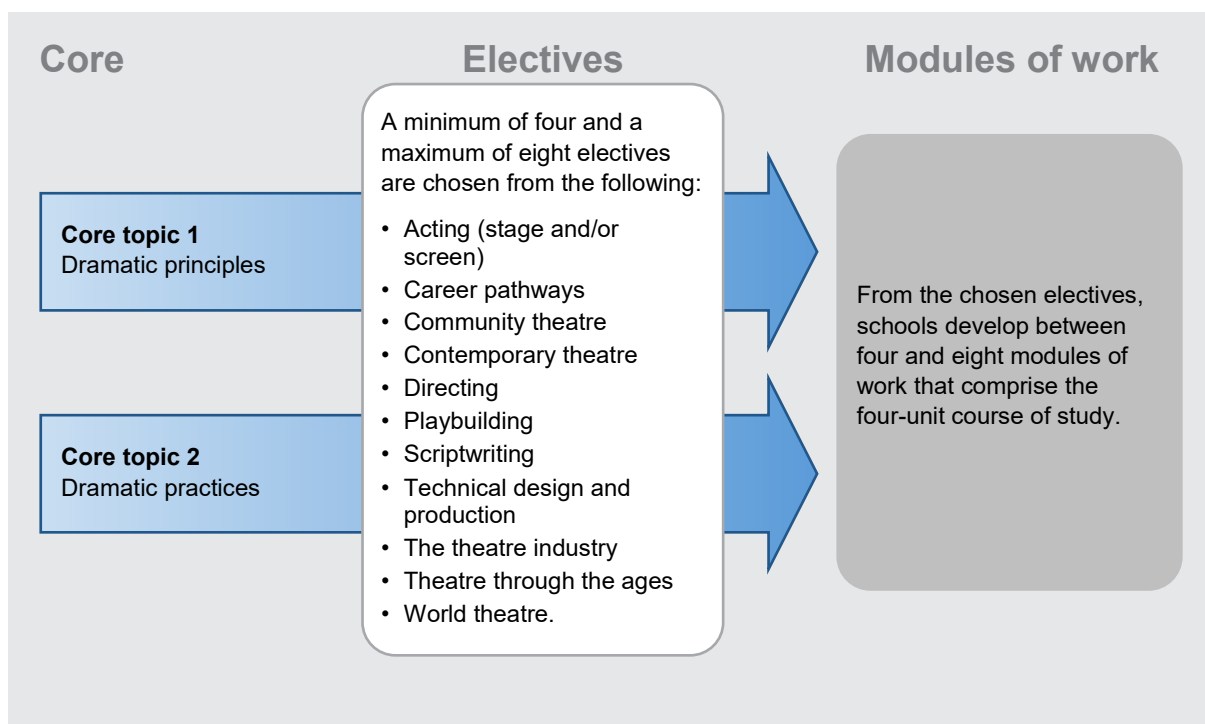 Core
Electives
Modules of work
Core topic 1
Dramatic principles
Core topic 2
Dramatic practices
A minimum of four and a
maximum of eight electives
are chosen from the following:
• Acting (stage and/or
screen)
• Career pathways
• Community theatre
• Contemporary theatre
• Directing
• Playbuilding
• Scriptwriting
• Technical design and
production
• The theatre industry
• Theatre through the ages
• World theatre.
From the chosen electives,
schools develop between
four and eight modules of
work that comprise the
four-unit course of study.